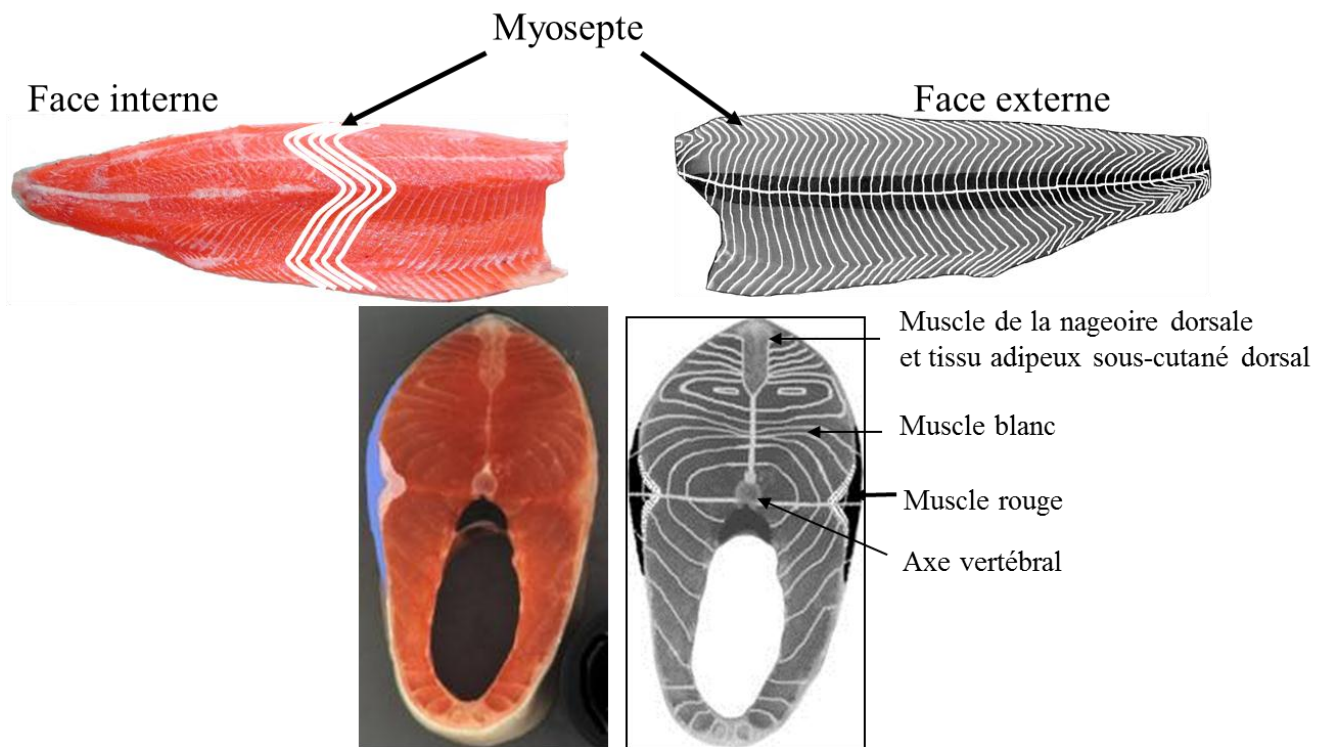 Myosepte
Face interne
Face externe
Muscle de la nageoire dorsale
et tissu adipeux sous-cutané dorsal
Muscle blanc
Muscle rouge
Axe vertébral